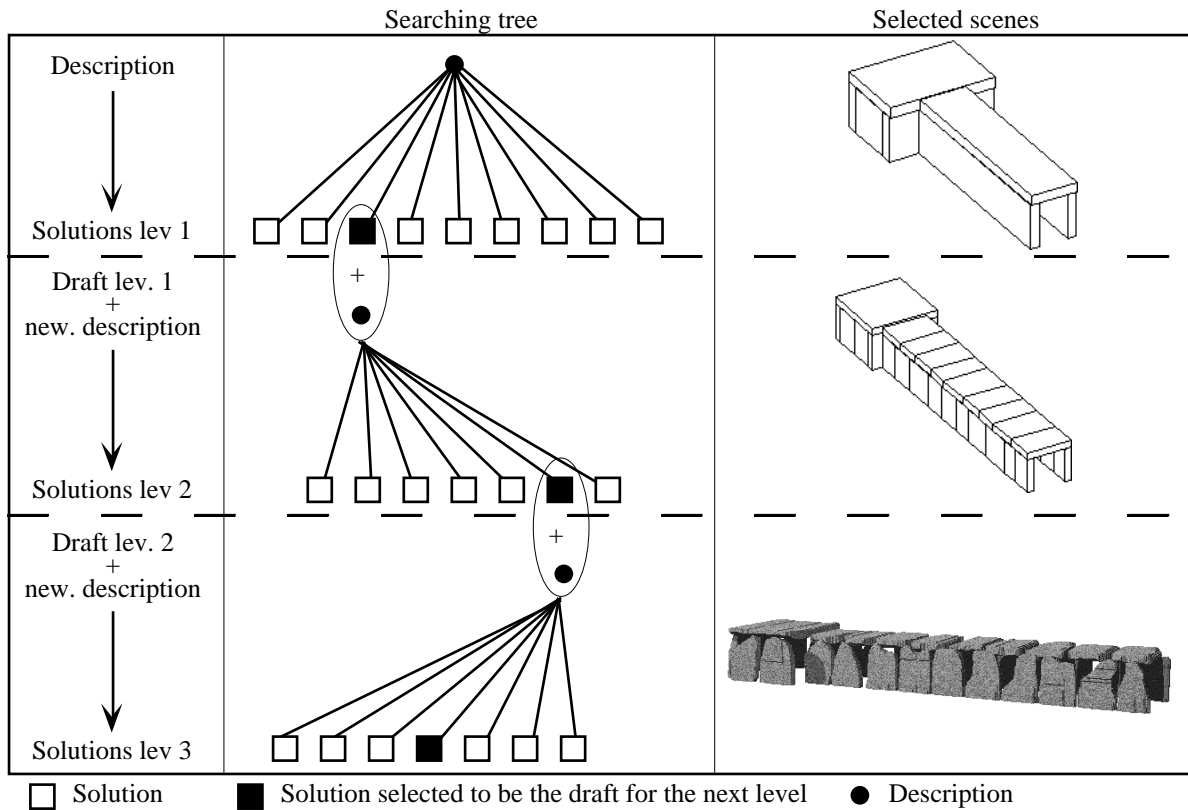 Searching tree
Selected scenes
Description
Solutions lev 1
Draft lev. 1
+
new. description
+
Solutions lev 2
Draft lev. 2
+
new. description
+
Solutions lev 3
Solution
Solution selected to be the draft for the next level
Description